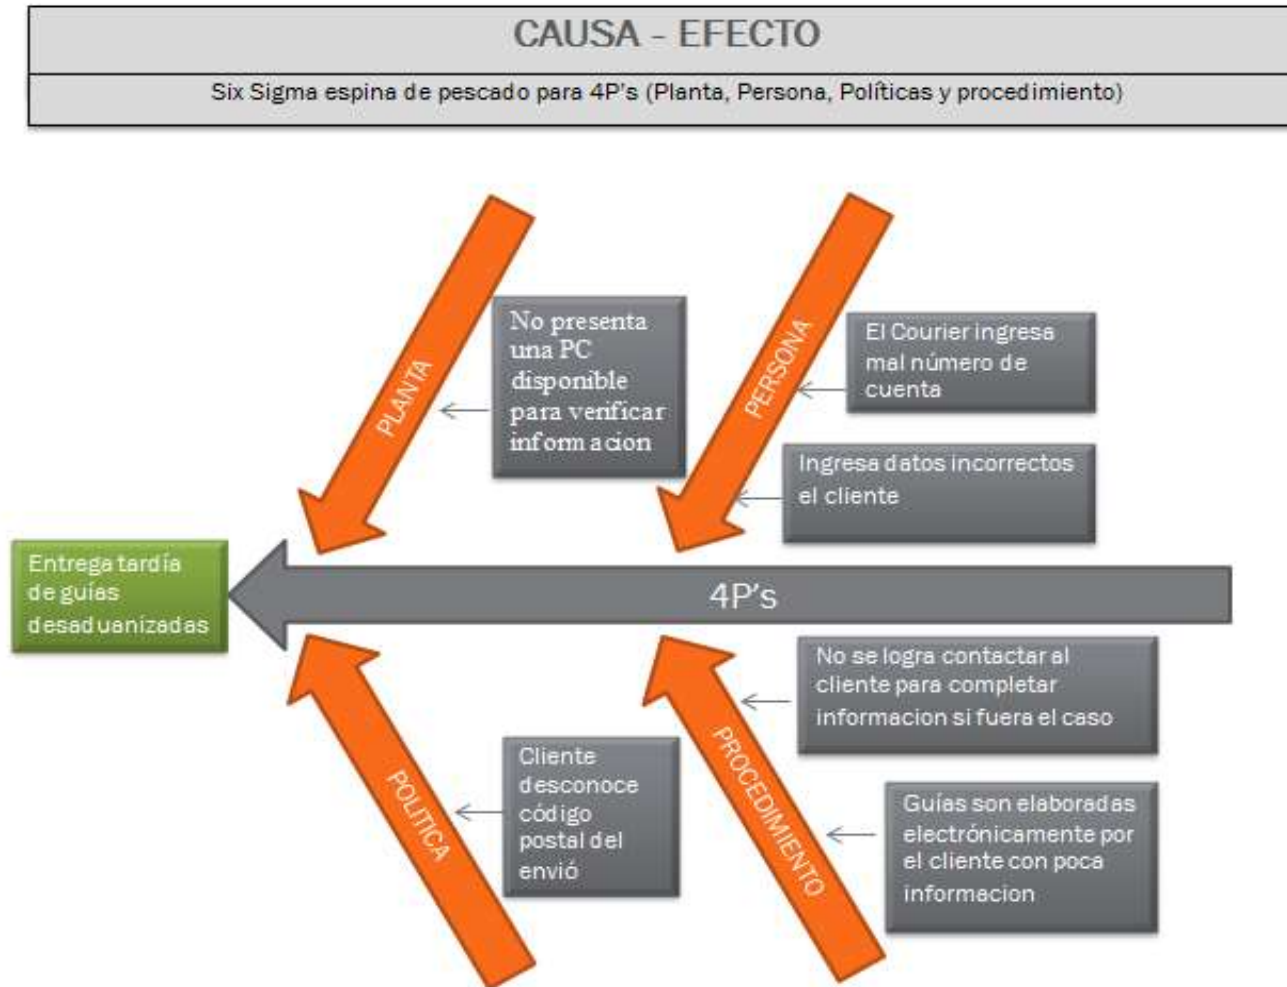 CAUSA - EFECTO
Six Sigma espina de pescado para 4P's (Planta, Persona, Políticas y procedimiento)
PLANTA
No presenta
una PC
disponible
para verificar
informacion
PERSONA
El Courier ingresa
mal número de
cuenta
Ingresa datos incorrectos
el cliente
Entrega tardía
de guías
desaduanizadas
4P's
POLITICA
Cliente
desconoce
código
postal del
envió
PROCEDIMIENTO
No se logra contactar al
cliente para completar
informacion si fuera el caso
Guías son elaboradas
electrónicamente por
el cliente con poca
informacion